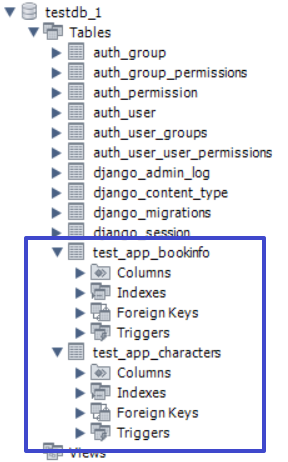 testdb_1
Tables
auth_group
auth_group_permissions
auth_permission
auth_user
auth_user_groups
auth_user_user_permissions
django_admin_log
django_content_type
django_migrations
django_session
test_app_bookinfo
Columns
Indexes
Foreign Keys
Triggers
test_app_characters
Columns
Indexes
Foreign Keys
Triggers
Views